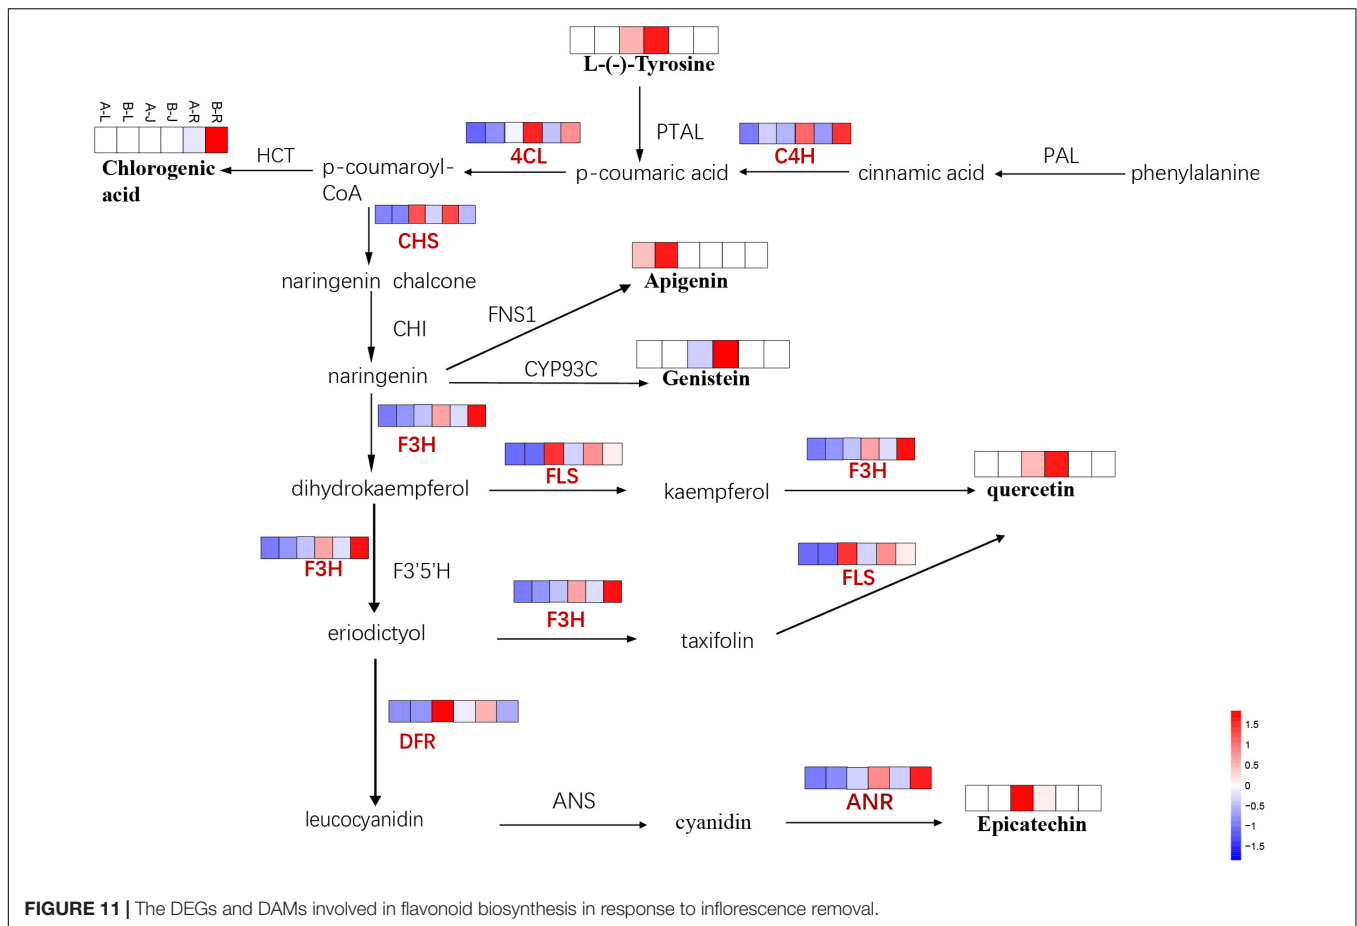 L-(-)-Tyrosine
A-L
B-L
A-J
B-J
A-R
B-R
PTAL
4CL
C4H
HCT
PAL
Chlorogenic
acid
p-coumaroyl-
CoA
p-coumaric acid
cinnamic acid
phenylalanine
CHS
naringenin chalcone
Apigenin
FNS1
CHI
CYP93C
naringenin
Genistein
F3H
FLS
F3H
dihydrokaempferol
kaempferol
quercetin
F3H
F3'5'H
FLS
F3H
eriodictyol
taxifolin
DFR
1.5
1
0.5
0
−0.5
−1
−1.5
ANS
ANR
leucocyanidin
cyanidin
Epicatechin
FIGURE 11 | The DEGs and DAMs involved in flavonoid biosynthesis in response to inflorescence removal.